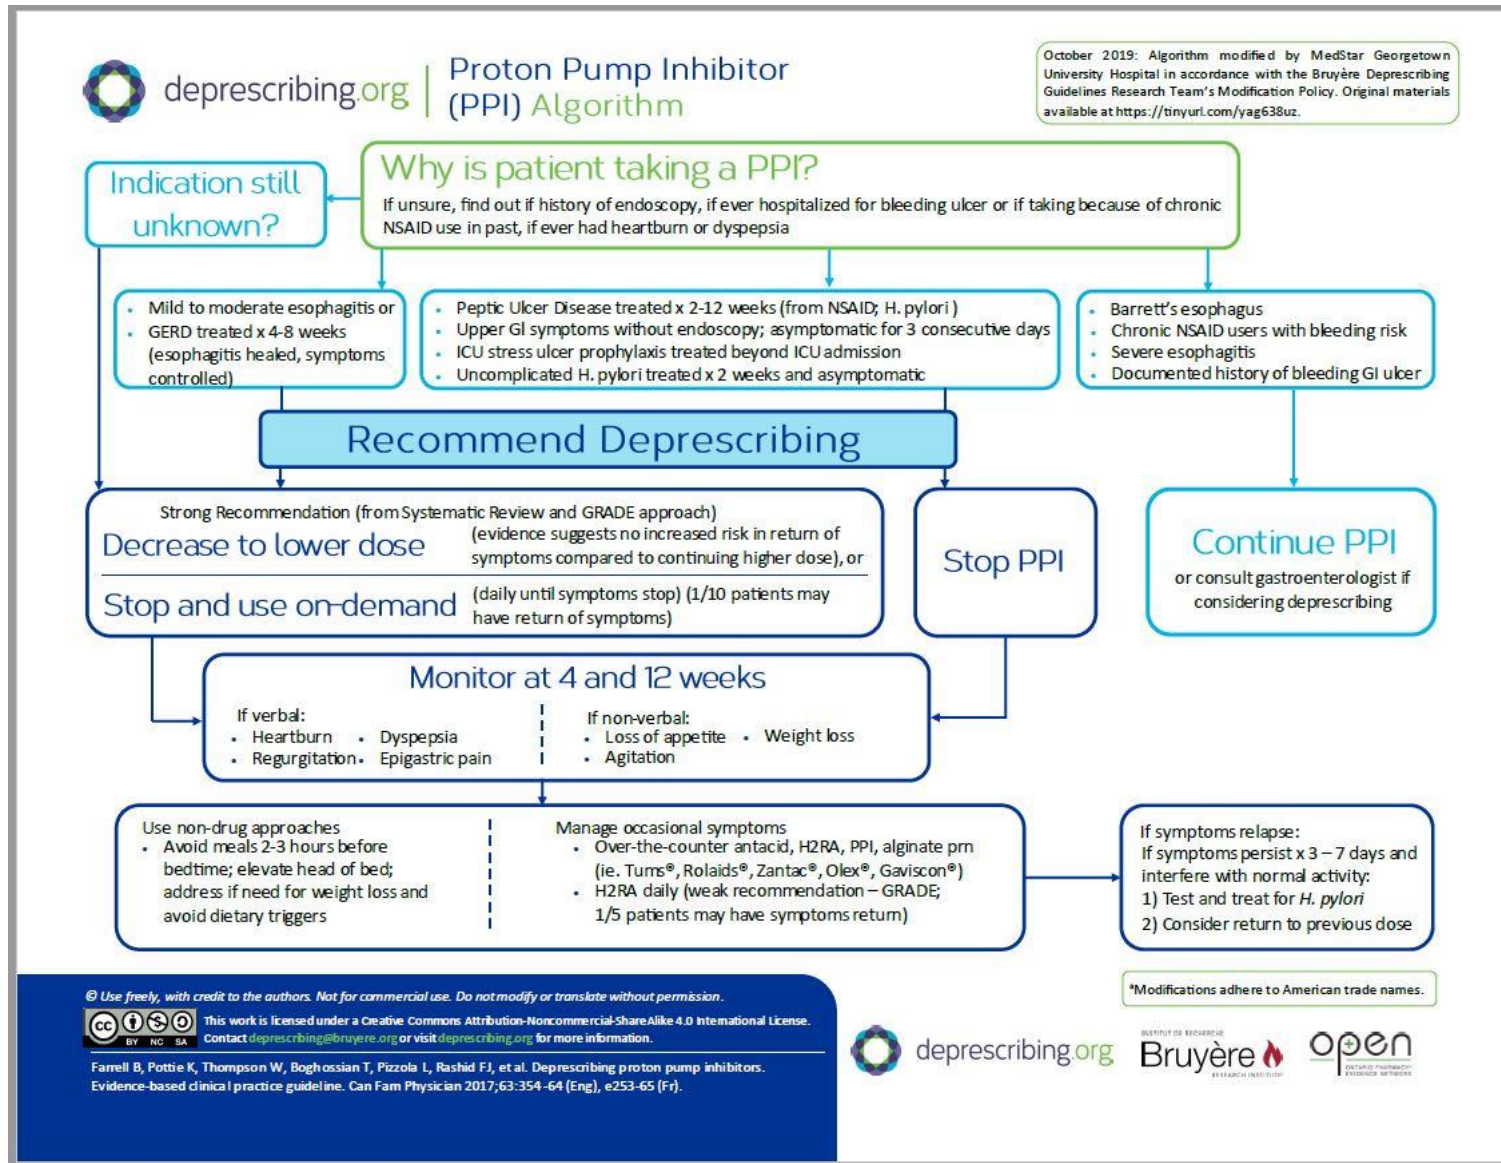 deprescribing.org
Proton Pump Inhibitor
(PPI) Algorithm
October 2019: Algorithm modified by MedStar Georgetown
University Hospital in accordance with the Bruyère Deprescribing
Guidelines Research Team's Modification Policy. Original materials
available at https://tinyurl.com/yag638uz.
Indication still
unknown?
Why is patient taking a PPI?
If unsure, find out if history of endoscopy, if ever hospitalized for bleeding ulcer or if taking because of chronic
NSAID use in past, if ever had heartburn or dyspepsia
• Mild to moderate esophagitis or
• GERD treated x 4-8 weeks
(esophagitis healed, symptoms
controlled)
• Peptic Ulcer Disease treated x 2-12 weeks (from NSAID; H. pylori )
• Upper GI symptoms without endoscopy; asymptomatic for 3 consecutive days
• ICU stress ulcer prophylaxis treated beyond ICU admission
• Uncomplicated H. pylori treated x 2 weeks and asymptomatic
• Barrett's esophagus
• Chronic NSAID users with bleeding risk
• Severe esophagitis
• Documented history of bleeding GI ulcer
Recommend Deprescribing
Strong Recommendation (from Systematic Review and GRADE approach)
Decrease to lower dose
(evidence suggests no increased risk in return of
symptoms compared to continuing higher dose), or
Stop and use on-demand
(daily until symptoms stop) (1/10 patients may
have return of symptoms)
Stop PPI
Continue PPI
or consult gastroenterologist if
considering deprescribing
Monitor at 4 and 12 weeks
If verbal:
• Heartburn • Dyspepsia
• Regurgitation • Epigastric pain
If non-verbal:
• Loss of appetite • Weight loss
• Agitation
Use non-drug approaches
• Avoid meals 2-3 hours before
bedtime; elevate head of bed;
address if need for weight loss and
avoid dietary triggers
Manage occasional symptoms
• Over-the-counter antacid, H2RA, PPI, alginate prn
(ie. Tums®, Rolaids®, Zantac®, Olex®, Gaviscon®)
• H2RA daily (weak recommendation – GRADE;
1/5 patients may have symptoms return)
If symptoms relapse:
If symptoms persist x 3 – 7 days and
interfere with normal activity:
1) Test and treat for H. pylori
2) Consider return to previous dose
© Use freely, with credit to the authors. Not for commercial use. Do not modify or translate without permission.
cc BY NC SA
This work is licensed under a Creative Commons Attribution-Noncommercial-ShareAlike 4.0 International License.
Contact deprescribing@bruyere.org or visit deprescribing.org for more information.
Farrell B, Pottie K, Thompson W, Boghossian T, Pizzola L, Rashid FJ, et al. Deprescribing proton pump inhibitors.
Evidence-based clinical practice guideline. Can Fam Physician 2017;63:354 -64 (Eng), e253-65 (Fr).
ªModifications adhere to American trade names.
deprescribing.org
INSTITUT DE RECHERCHE
Bruyère
RESEARCH INSTITUTE
open
ONTARIO PHARMACY
EVIDENCE NETWORK